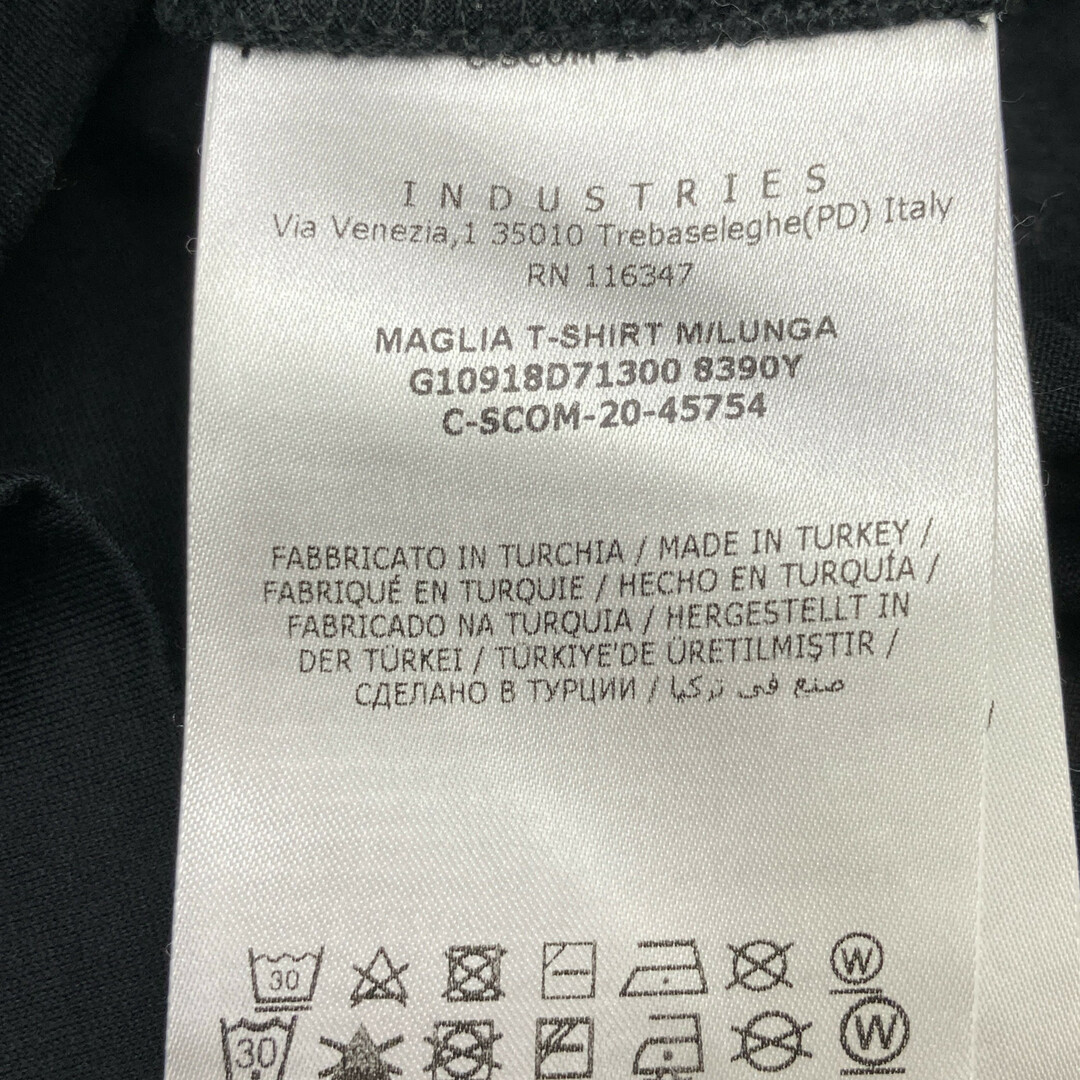 C-SCOM-20
INDUSTRIES
Via Venezia,1 35010 Trebaseleghe(PD) Italy
RN 116347
MAGLIA T-SHIRT M/LUNGA
G10918D71300 8390Y
C-SCOM-20-45754
FABBRICATO IN TURCHIA / MADE IN TURKEY /
FABRIQUÉ EN TURQUIE / HECHO EN TURQUÍA /
FABRICADO NA TURQUIA / HERGESTELLT IN
DER TÜRKEI / TÜRKIYE'DE ÜRETILMIŞTIR /
СДЕЛАНО В ТУРЦИИ / صنع في تركيا
30 W
30 W